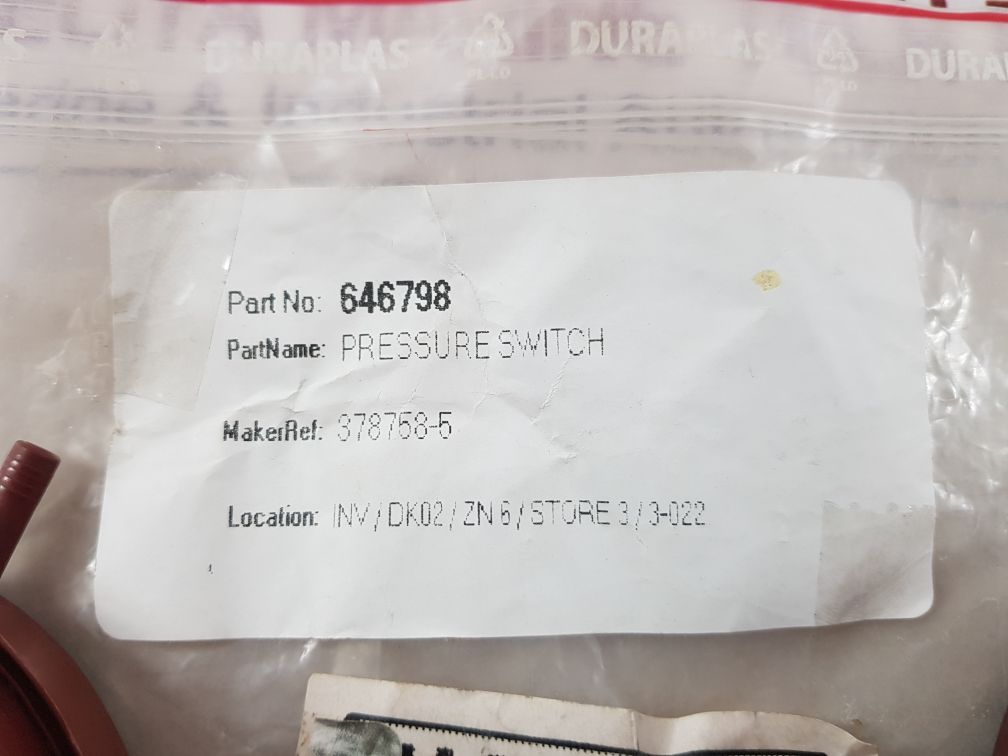 DURAPLAS DURAPLAS DURA
Part No: 646798
PartName: PRESSURE SWITCH
MakerRef: 378758-5
Location: INV / DK02 / ZN 6 / STORE 3 / 3-022